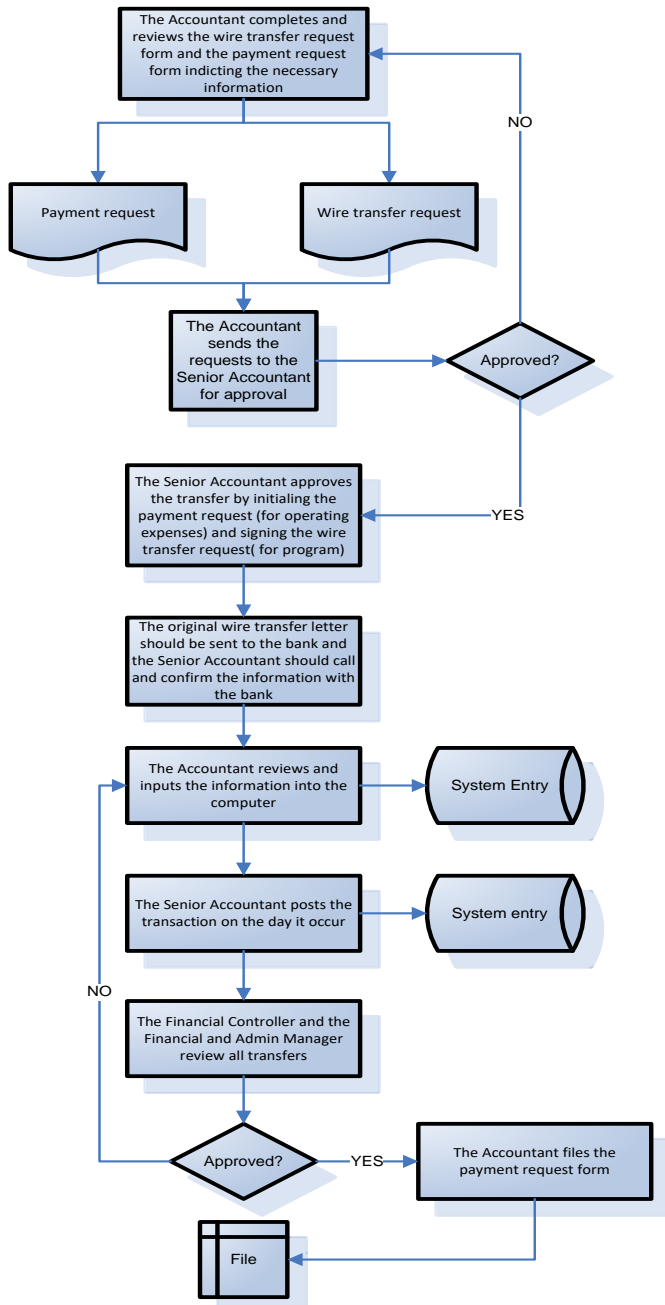 The Accountant completes and
reviews the wire transfer request
form and the payment request
form indicting the necessary
information
NO
Payment request
Wire transfer request
The Accountant
sends the
requests to the
Senior Accountant
for approval
Approved?
The Senior Accountant approves
the transfer by initialing the
payment request (for operating
expenses) and signing the wire
transfer request( for program)
YES
The original wire transfer letter
should be sent to the bank and
the Senior Accountant should call
and confirm the information with
the bank
The Accountant reviews and
inputs the information into the
computer
System Entry
The Senior Accountant posts the
transaction on the day it occur
System entry
NO
The Financial Controller and the
Financial and Admin Manager
review all transfers
Approved?
YES
The Accountant files the
payment request form
File